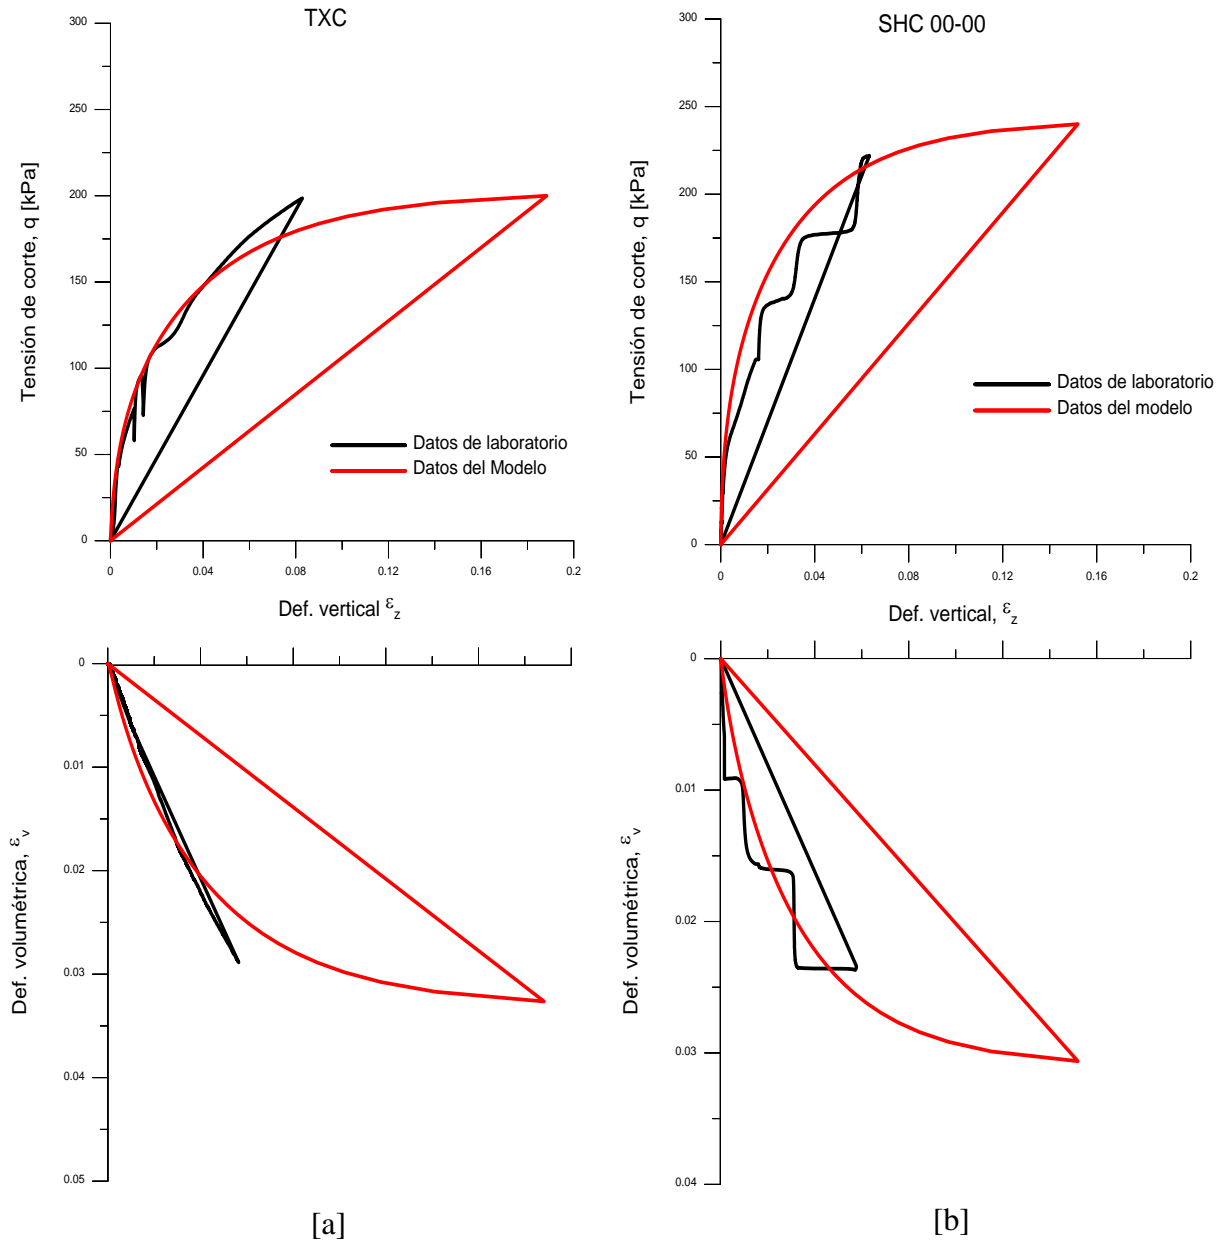 TXC
300
250
200
150
100
50
0
Tensión de corte, q [kPa]
Datos de laboratorio
Datos del Modelo
0
0.04
0.08
0.12
0.16
0.2
Def. vertical εz
0
0.01
0.02
0.03
0.04
0.05
Def. volumétrica, εv
[a]
SHC 00-00
300
250
200
150
100
50
0
Tensión de corte, q [kPa]
Datos de laboratorio
Datos del modelo
0
0.04
0.08
0.12
0.16
0.2
Def. vertical, εz
0
0.01
0.02
0.03
0.04
Def. volumétrica, εv
[b]